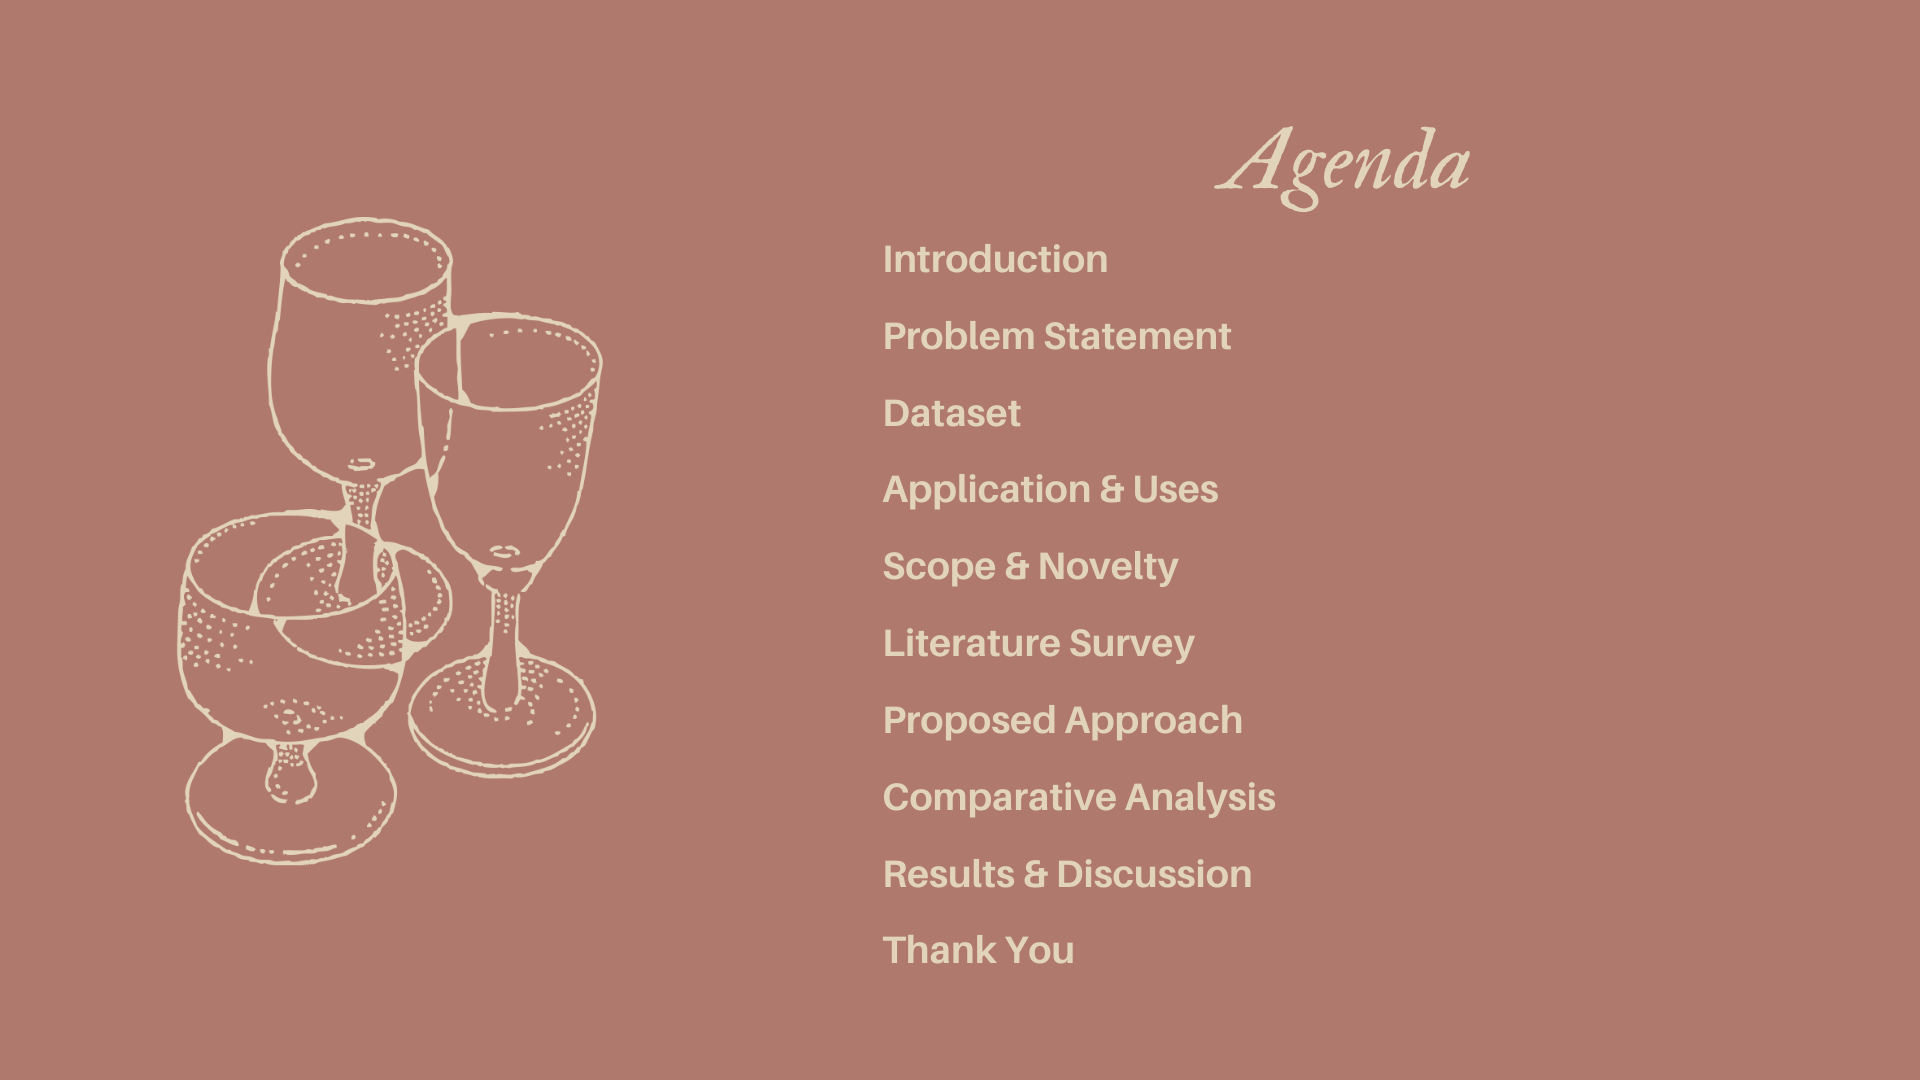 Agenda
Introduction
Problem Statement
Dataset
Application & Uses
Scope & Novelty
Literature Survey
Proposed Approach
Comparative Analysis
Results & Discussion
Thank You